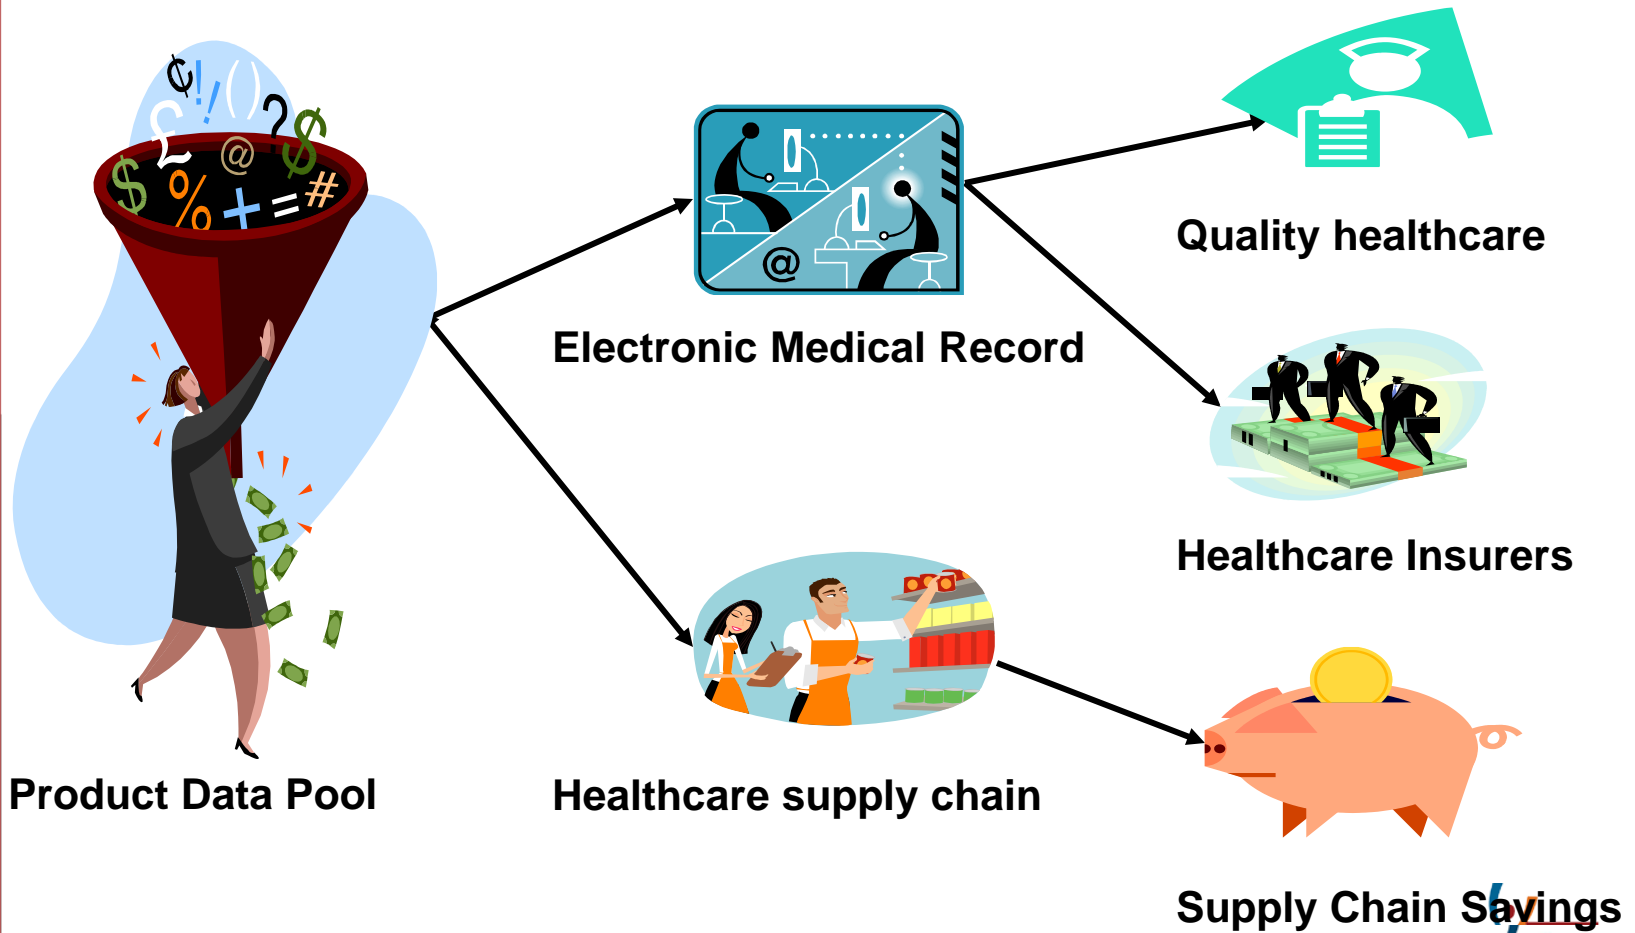 ¢ ! ! ( ) ? $
£ @
$ % + = #
@
Quality healthcare
Electronic Medical Record
Healthcare Insurers
Product Data Pool
Healthcare supply chain
Supply Chain Savings